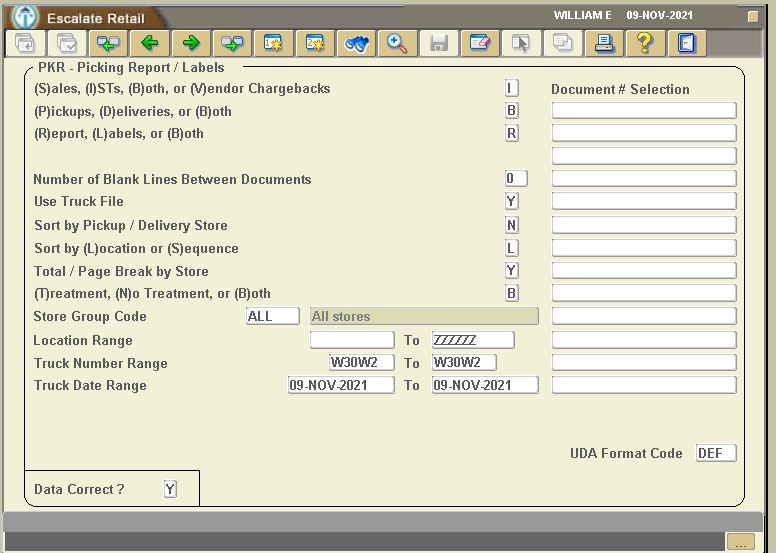 Escalate Retail WILLIAM E 09-NOV-2021
PKR - Picking Report / Labels
(S)ales, (I)STs, (B)oth, or (V)endor Chargebacks I Document # Selection
(P)ickups, (D)eliveries, or (B)oth B
(R)eport, (L)abels, or (B)oth R
Number of Blank Lines Between Documents 0
Use Truck File Y
Sort by Pickup / Delivery Store N
Sort by (L)ocation or (S)equence L
Total / Page Break by Store Y
(T)reatment, (N)o Treatment, or (B)oth B
Store Group Code ALL All stores
Location Range To ZZZZZZ
Truck Number Range W30W2 To W30W2
Truck Date Range 09-NOV-2021 To 09-NOV-2021
UDA Format Code DEF
Data Correct ? Y
...